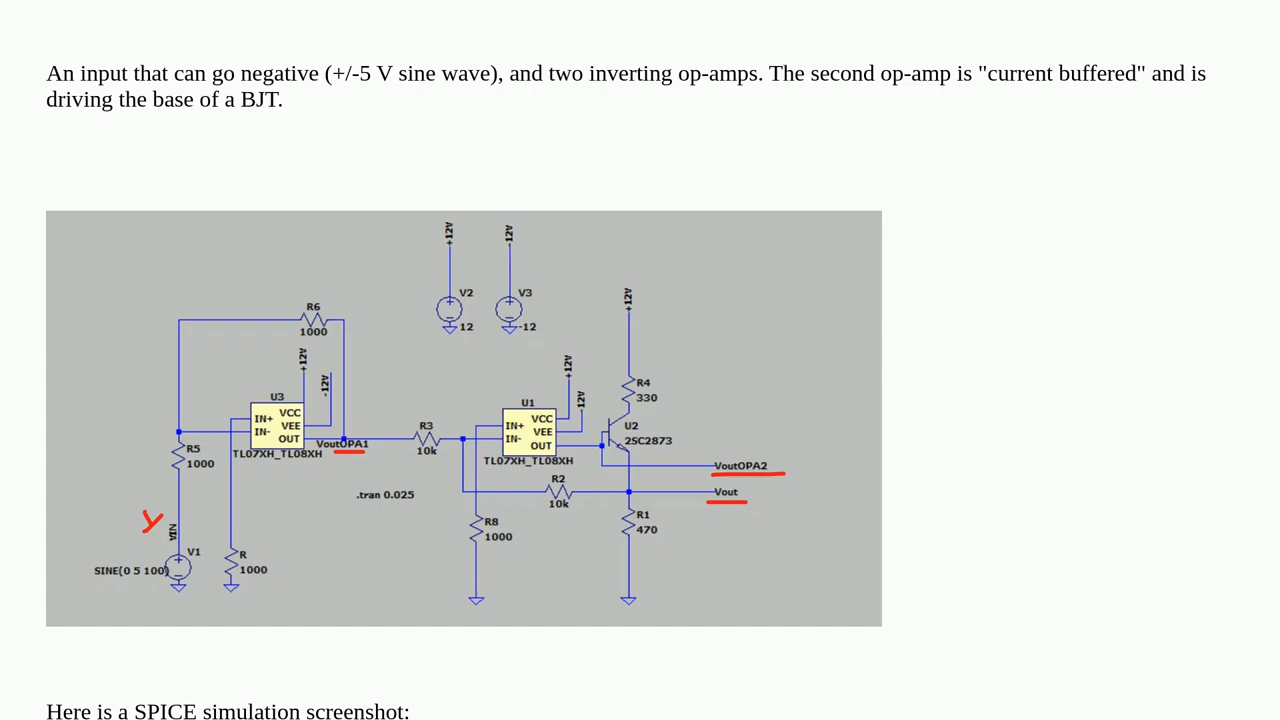 An input that can go negative (+/-5 V sine wave), and two inverting op-amps. The second op-amp is "current buffered" and is
driving the base of a BJT.
+12V
-12V
V2
12
V3
-12
+12V
R6
1000
+12V
-12V
U3
IN+
IN-
VCC
VEE
OUT
TL07XH_TL08XH
VoutOPA1
R5
1000
VIN
V1
SINE(0 5 100)
R
1000
.tran 0.025
R3
10k
+12V
-12V
U1
IN+
IN-
VCC
VEE
OUT
TL07XH_TL08XH
R4
330
U2
2SC2873
VoutOPA2
Vout
R2
10k
R8
1000
R1
470
Here is a SPICE simulation screenshot: